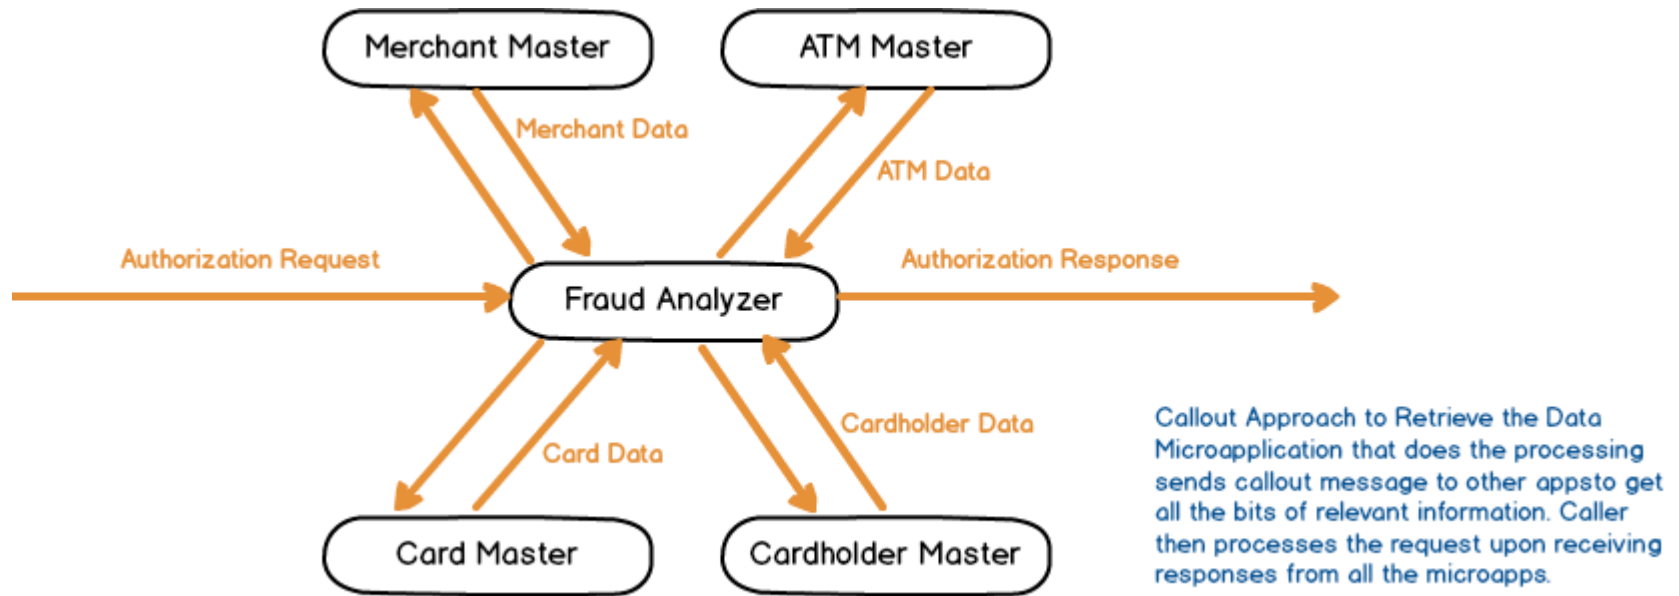 Merchant Master
ATM Master
Merchant Data
ATM Data
Authorization Request
Authorization Response
Fraud Analyzer
Cardholder Data
Card Data
Card Master
Cardholder Master
Callout Approach to Retrieve the Data
Microapplication that does the processing
sends callout message to other appsto get
all the bits of relevant information. Caller
then processes the request upon receiving
responses from all the microapps.